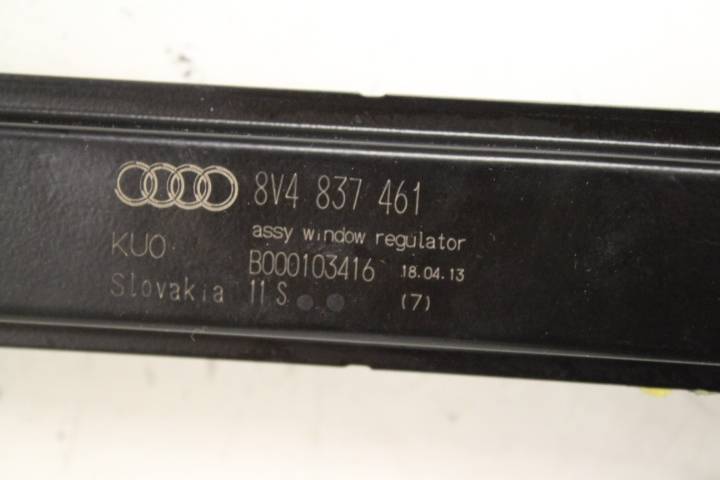 8V4 837 461
assy window regulator
KUO B000103416 18.04.13
Slovakia 11 S (7)